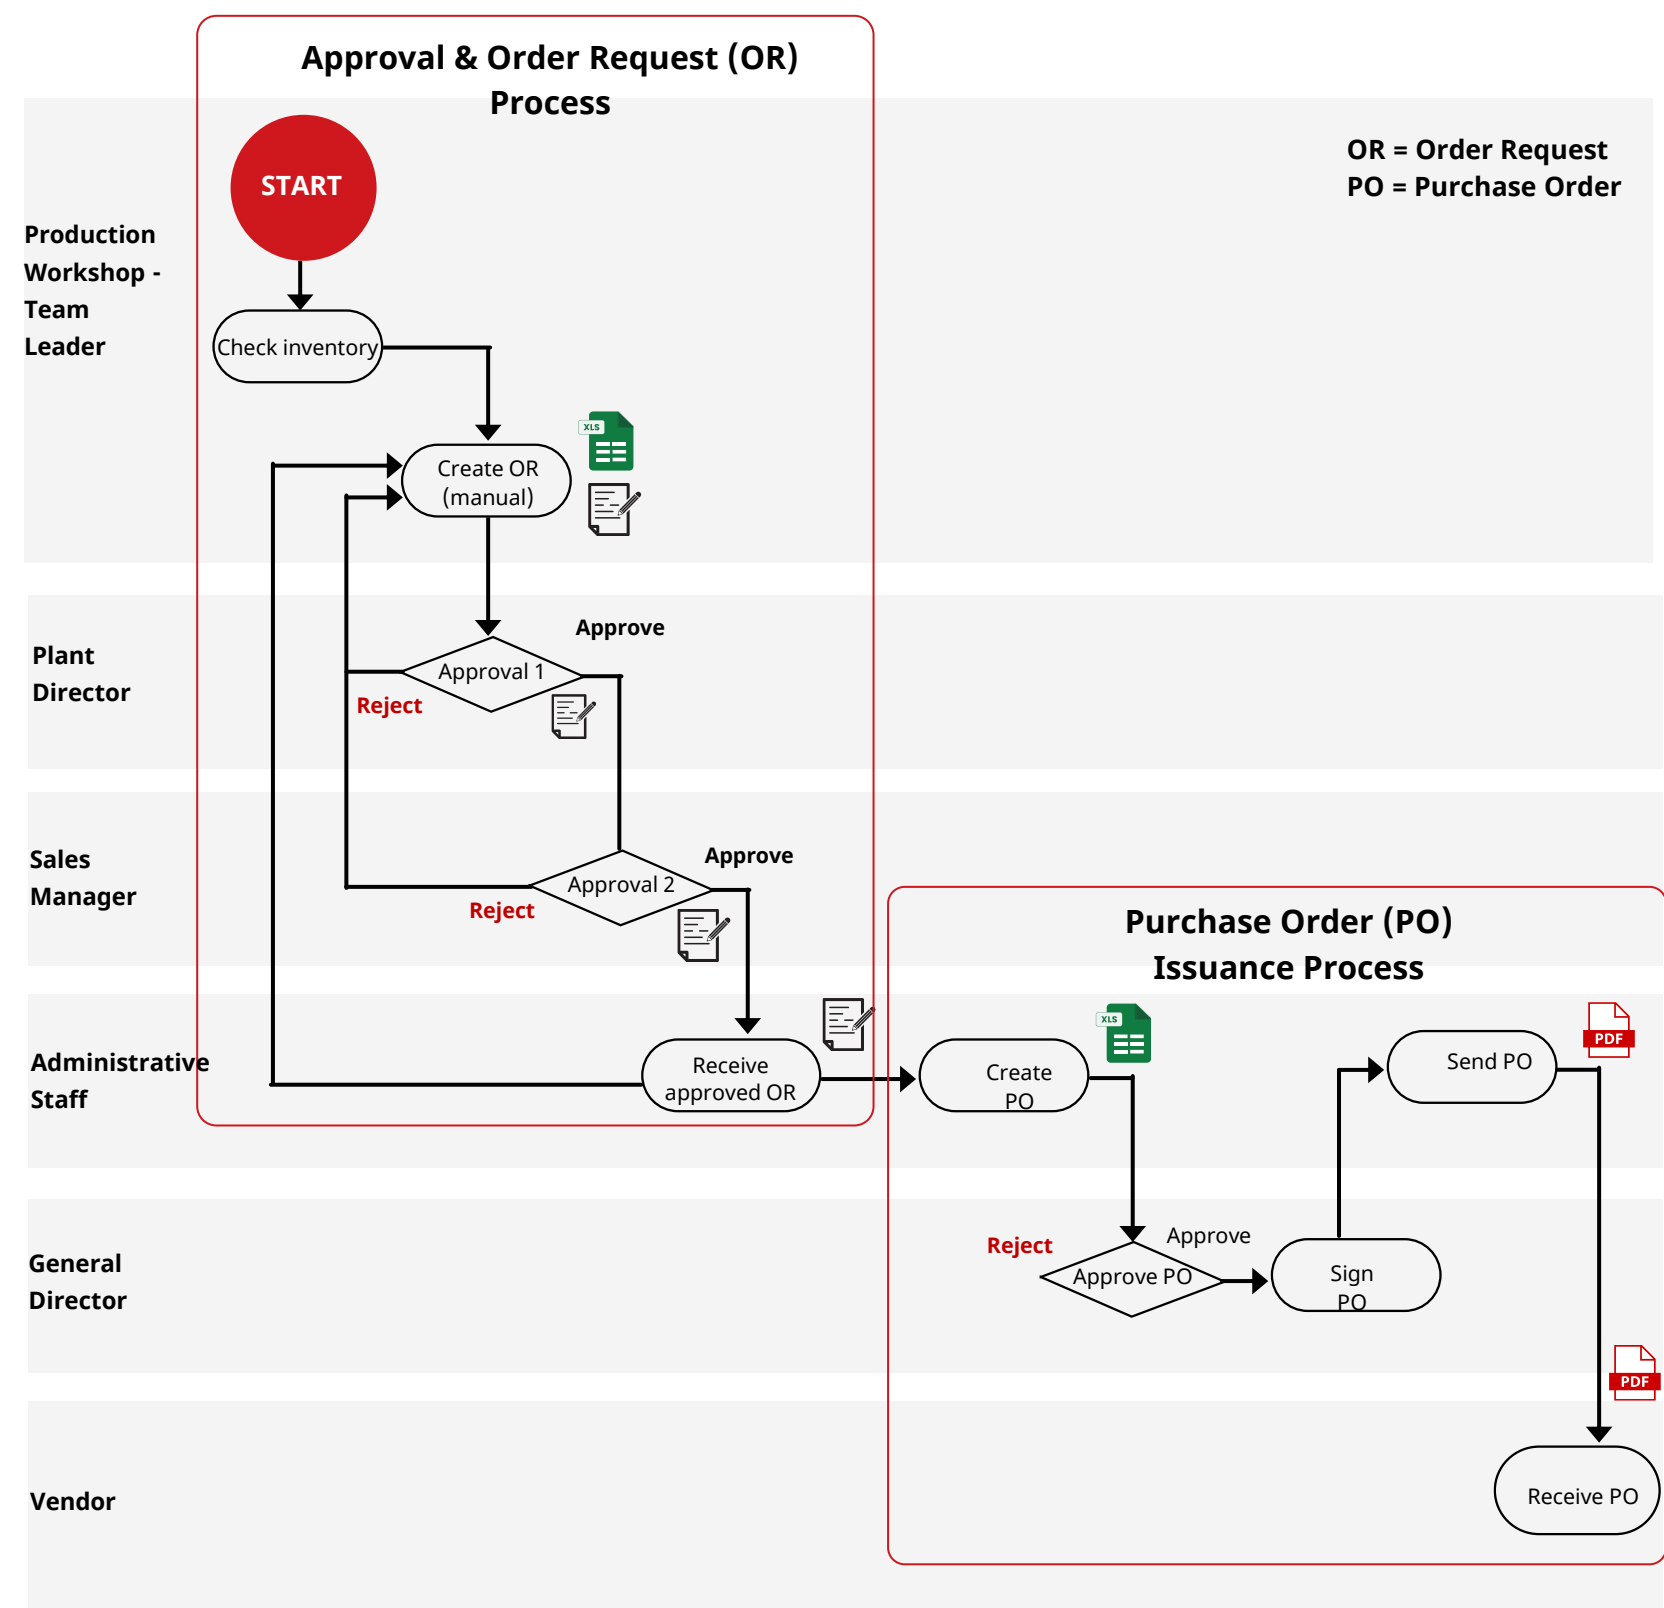 Approval & Order Request (OR)
Process
OR = Order Request
PO = Purchase Order
START
Production
Workshop -
Team
Leader
Check inventory
XLS
Create OR
(manual)
Plant
Director
Approve
Approval 1
Reject
Sales
Manager
Approve
Approval 2
Reject
Purchase Order (PO)
Issuance Process
Administrative
Staff
Receive
approved OR
XLS
Create
PO
Send PO
PDF
General
Director
Reject
Approve
Approve PO
Sign
PO
PDF
Vendor
Receive PO